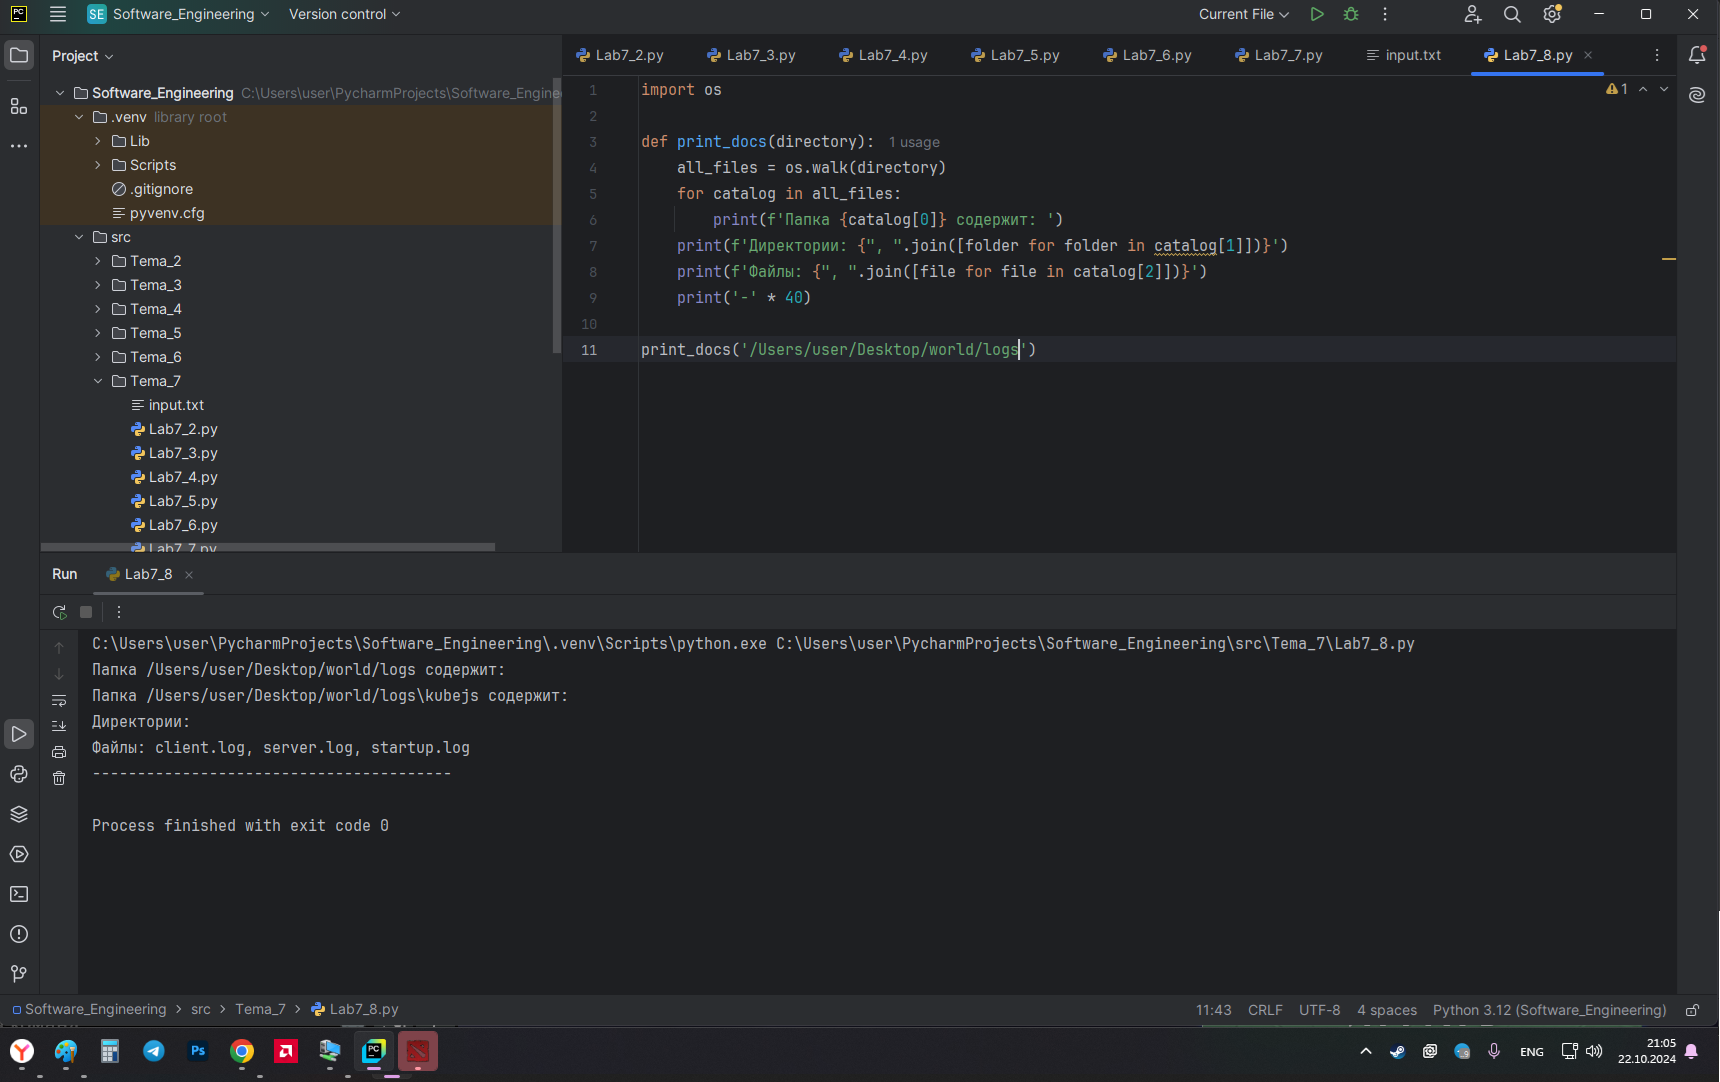 PC
SE Software_Engineering
Version control
Current File
Project
Software_Engineering C:\Users\user\PycharmProjects\Software_Engine
.venv library root
Lib
Scripts
.gitignore
pyvenv.cfg
src
Tema_2
Tema_3
Tema_4
Tema_5
Tema_6
Tema_7
input.txt
Lab7_2.py
Lab7_3.py
Lab7_4.py
Lab7_5.py
Lab7_6.py
Lab7_7.py
Lab7_2.py Lab7_3.py Lab7_4.py Lab7_5.py Lab7_6.py Lab7_7.py input.txt Lab7_8.py
1
1 import os
2
3 def print_docs(directory): 1 usage
4 all_files = os.walk(directory)
5 for catalog in all_files:
6 print(f'Папка {catalog[0]} содержит: ')
7 print(f'Директории: {", ".join([folder for folder in catalog[1]])}')
8 print(f'Файлы: {", ".join([file for file in catalog[2]])}')
9 print('-' * 40)
10
11 print_docs('/Users/user/Desktop/world/logs')
Run Lab7_8
C:\Users\user\PycharmProjects\Software_Engineering\.venv\Scripts\python.exe C:\Users\user\PycharmProjects\Software_Engineering\src\Tema_7\Lab7_8.py
Папка /Users/user/Desktop/world/logs содержит:
Папка /Users/user/Desktop/world/logs\kubejs содержит:
Директории:
Файлы: client.log, server.log, startup.log
----------------------------------------
Process finished with exit code 0
Software_Engineering > src > Tema_7 > Lab7_8.py
11:43 CRLF UTF-8 4 spaces Python 3.12 (Software_Engineering)
Ps
PC
ENG
21:05
22.10.2024